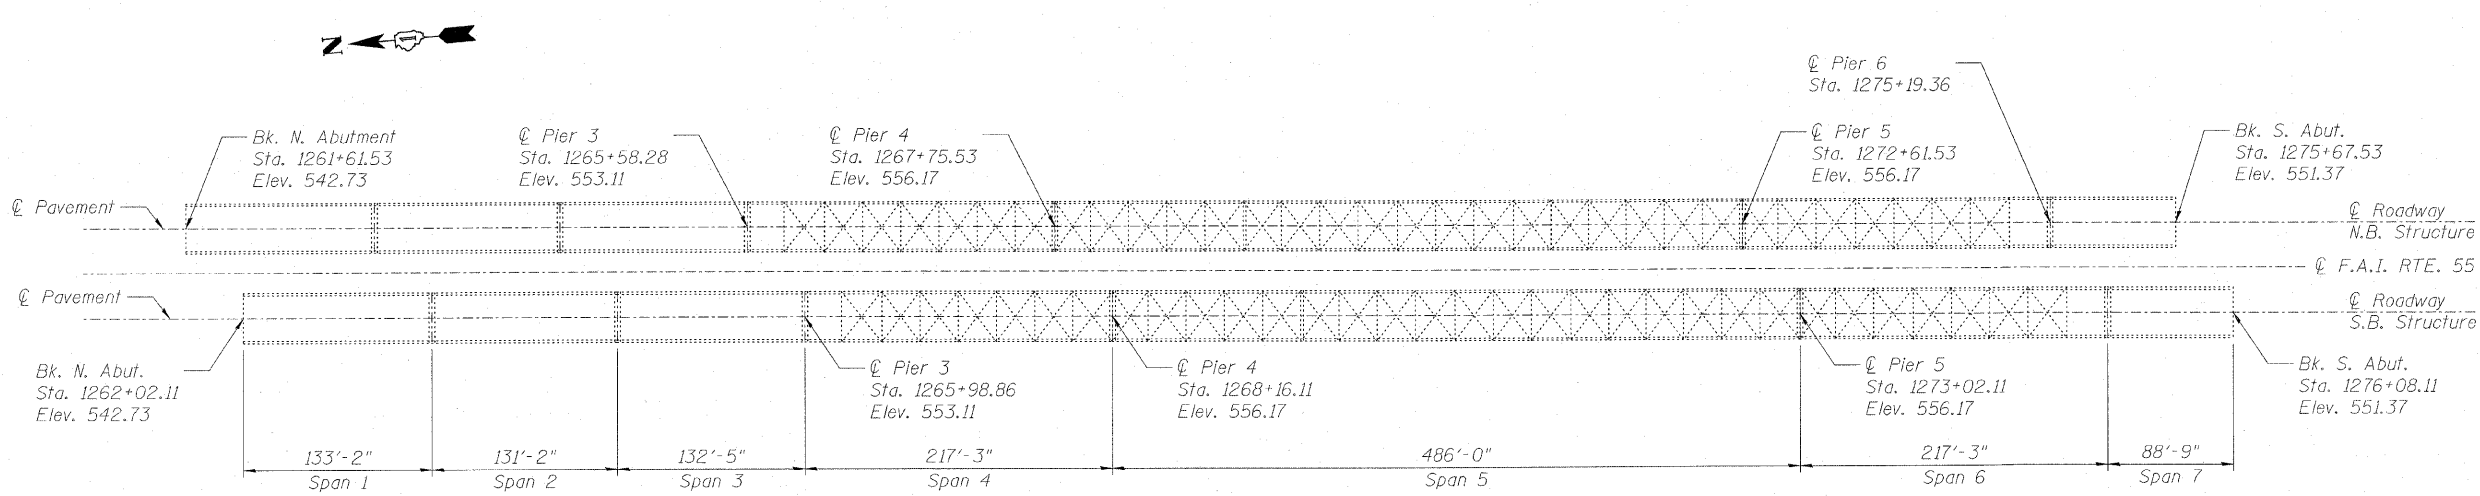 N
℄ Pier 6
Sta. 1275+19.36
Bk. N. Abutment
Sta. 1261+61.53
Elev. 542.73
℄ Pier 3
Sta. 1265+58.28
Elev. 553.11
℄ Pier 4
Sta. 1267+75.53
Elev. 556.17
℄ Pier 5
Sta. 1272+61.53
Elev. 556.17
Bk. S. Abut.
Sta. 1275+67.53
Elev. 551.37
℄ Pavement
℄ Roadway
N.B. Structure
℄ F.A.I. RTE. 55
℄ Pavement
℄ Roadway
S.B. Structure
Bk. N. Abut.
Sta. 1262+02.11
Elev. 542.73
℄ Pier 3
Sta. 1265+98.86
Elev. 553.11
℄ Pier 4
Sta. 1268+16.11
Elev. 556.17
℄ Pier 5
Sta. 1273+02.11
Elev. 556.17
Bk. S. Abut.
Sta. 1276+08.11
Elev. 551.37
133'-2"
Span 1
131'-2"
Span 2
132'-5"
Span 3
217'-3"
Span 4
486'-0"
Span 5
217'-3"
Span 6
88'-9"
Span 7